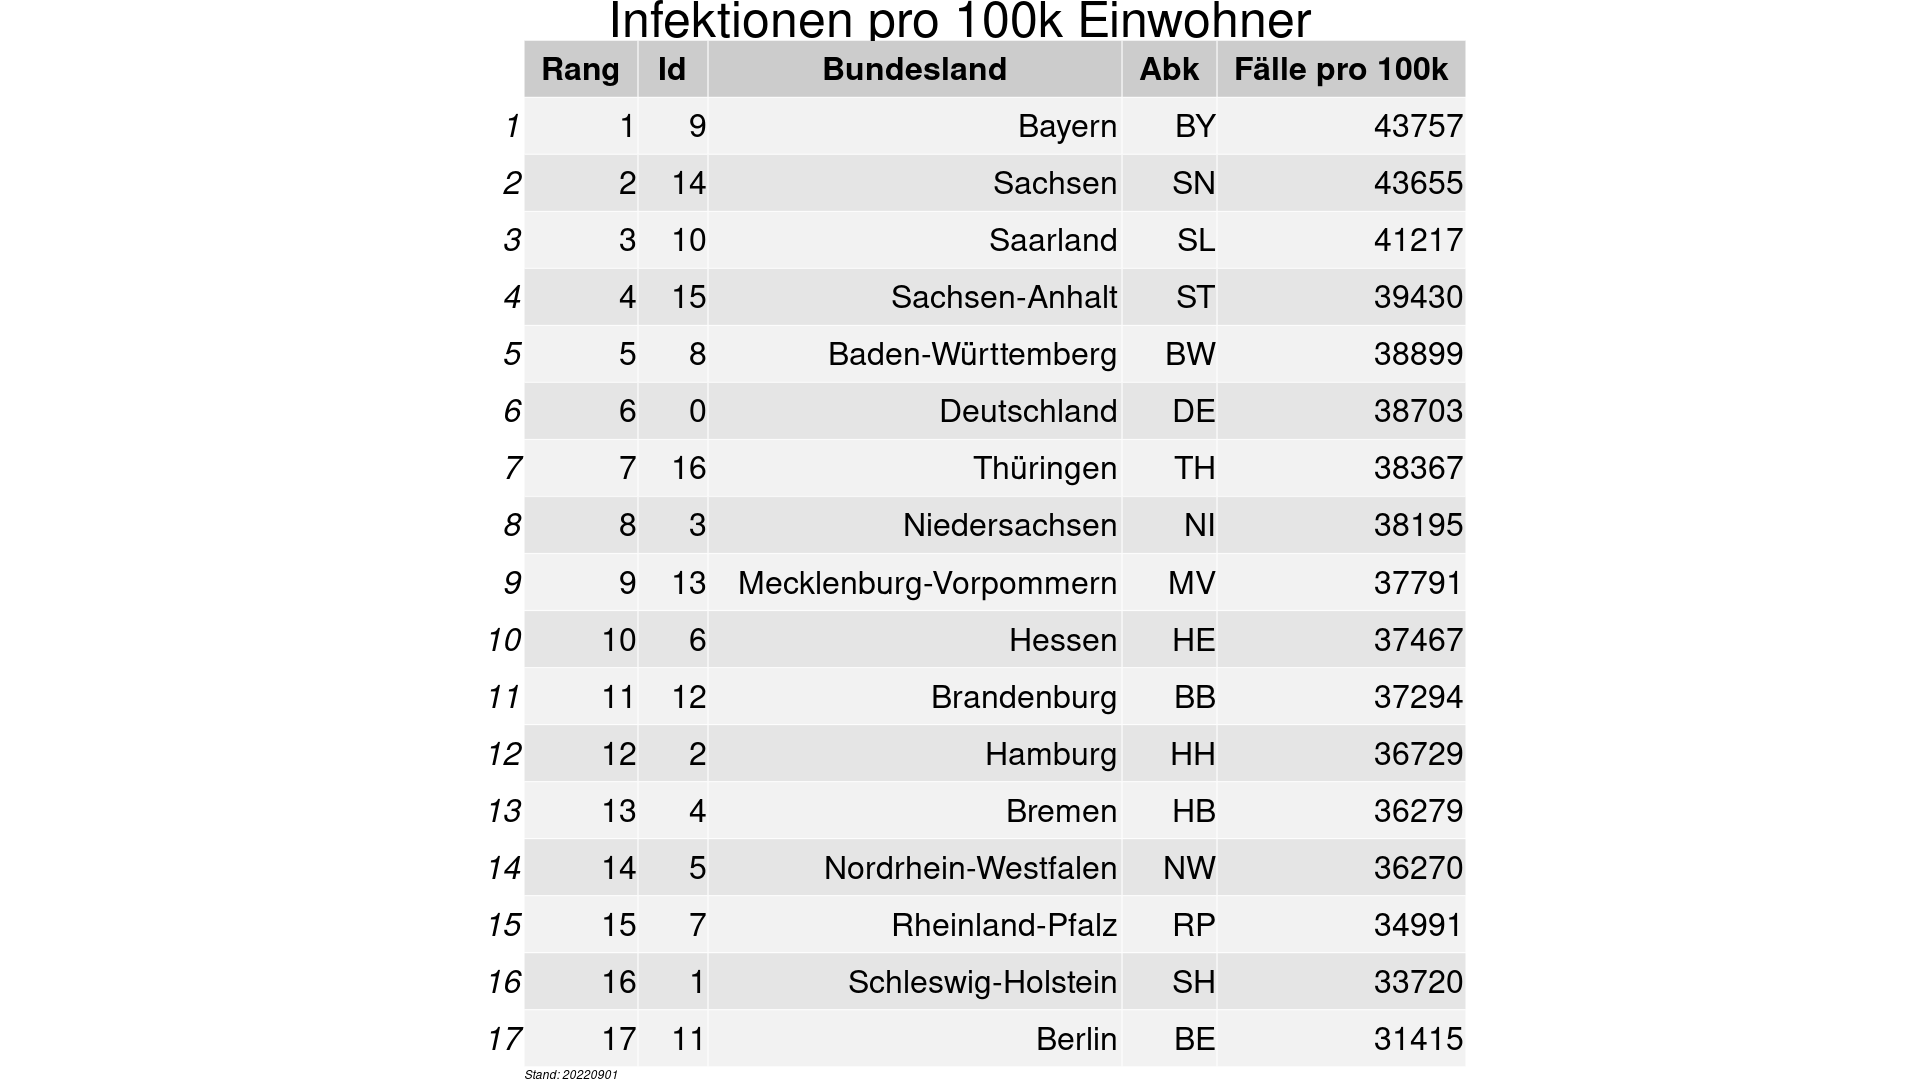 Infektionen pro 100k Einwohner
Rang Id Bundesland Abk Fälle pro 100k
1 1 9 Bayern BY 43757
2 2 14 Sachsen SN 43655
3 3 10 Saarland SL 41217
4 4 15 Sachsen-Anhalt ST 39430
5 5 8 Baden-Württemberg BW 38899
6 6 0 Deutschland DE 38703
7 7 16 Thüringen TH 38367
8 8 3 Niedersachsen NI 38195
9 9 13 Mecklenburg-Vorpommern MV 37791
10 10 6 Hessen HE 37467
11 11 12 Brandenburg BB 37294
12 12 2 Hamburg HH 36729
13 13 4 Bremen HB 36279
14 14 5 Nordrhein-Westfalen NW 36270
15 15 7 Rheinland-Pfalz RP 34991
16 16 1 Schleswig-Holstein SH 33720
17 17 11 Berlin BE 31415
Stand: 20220901